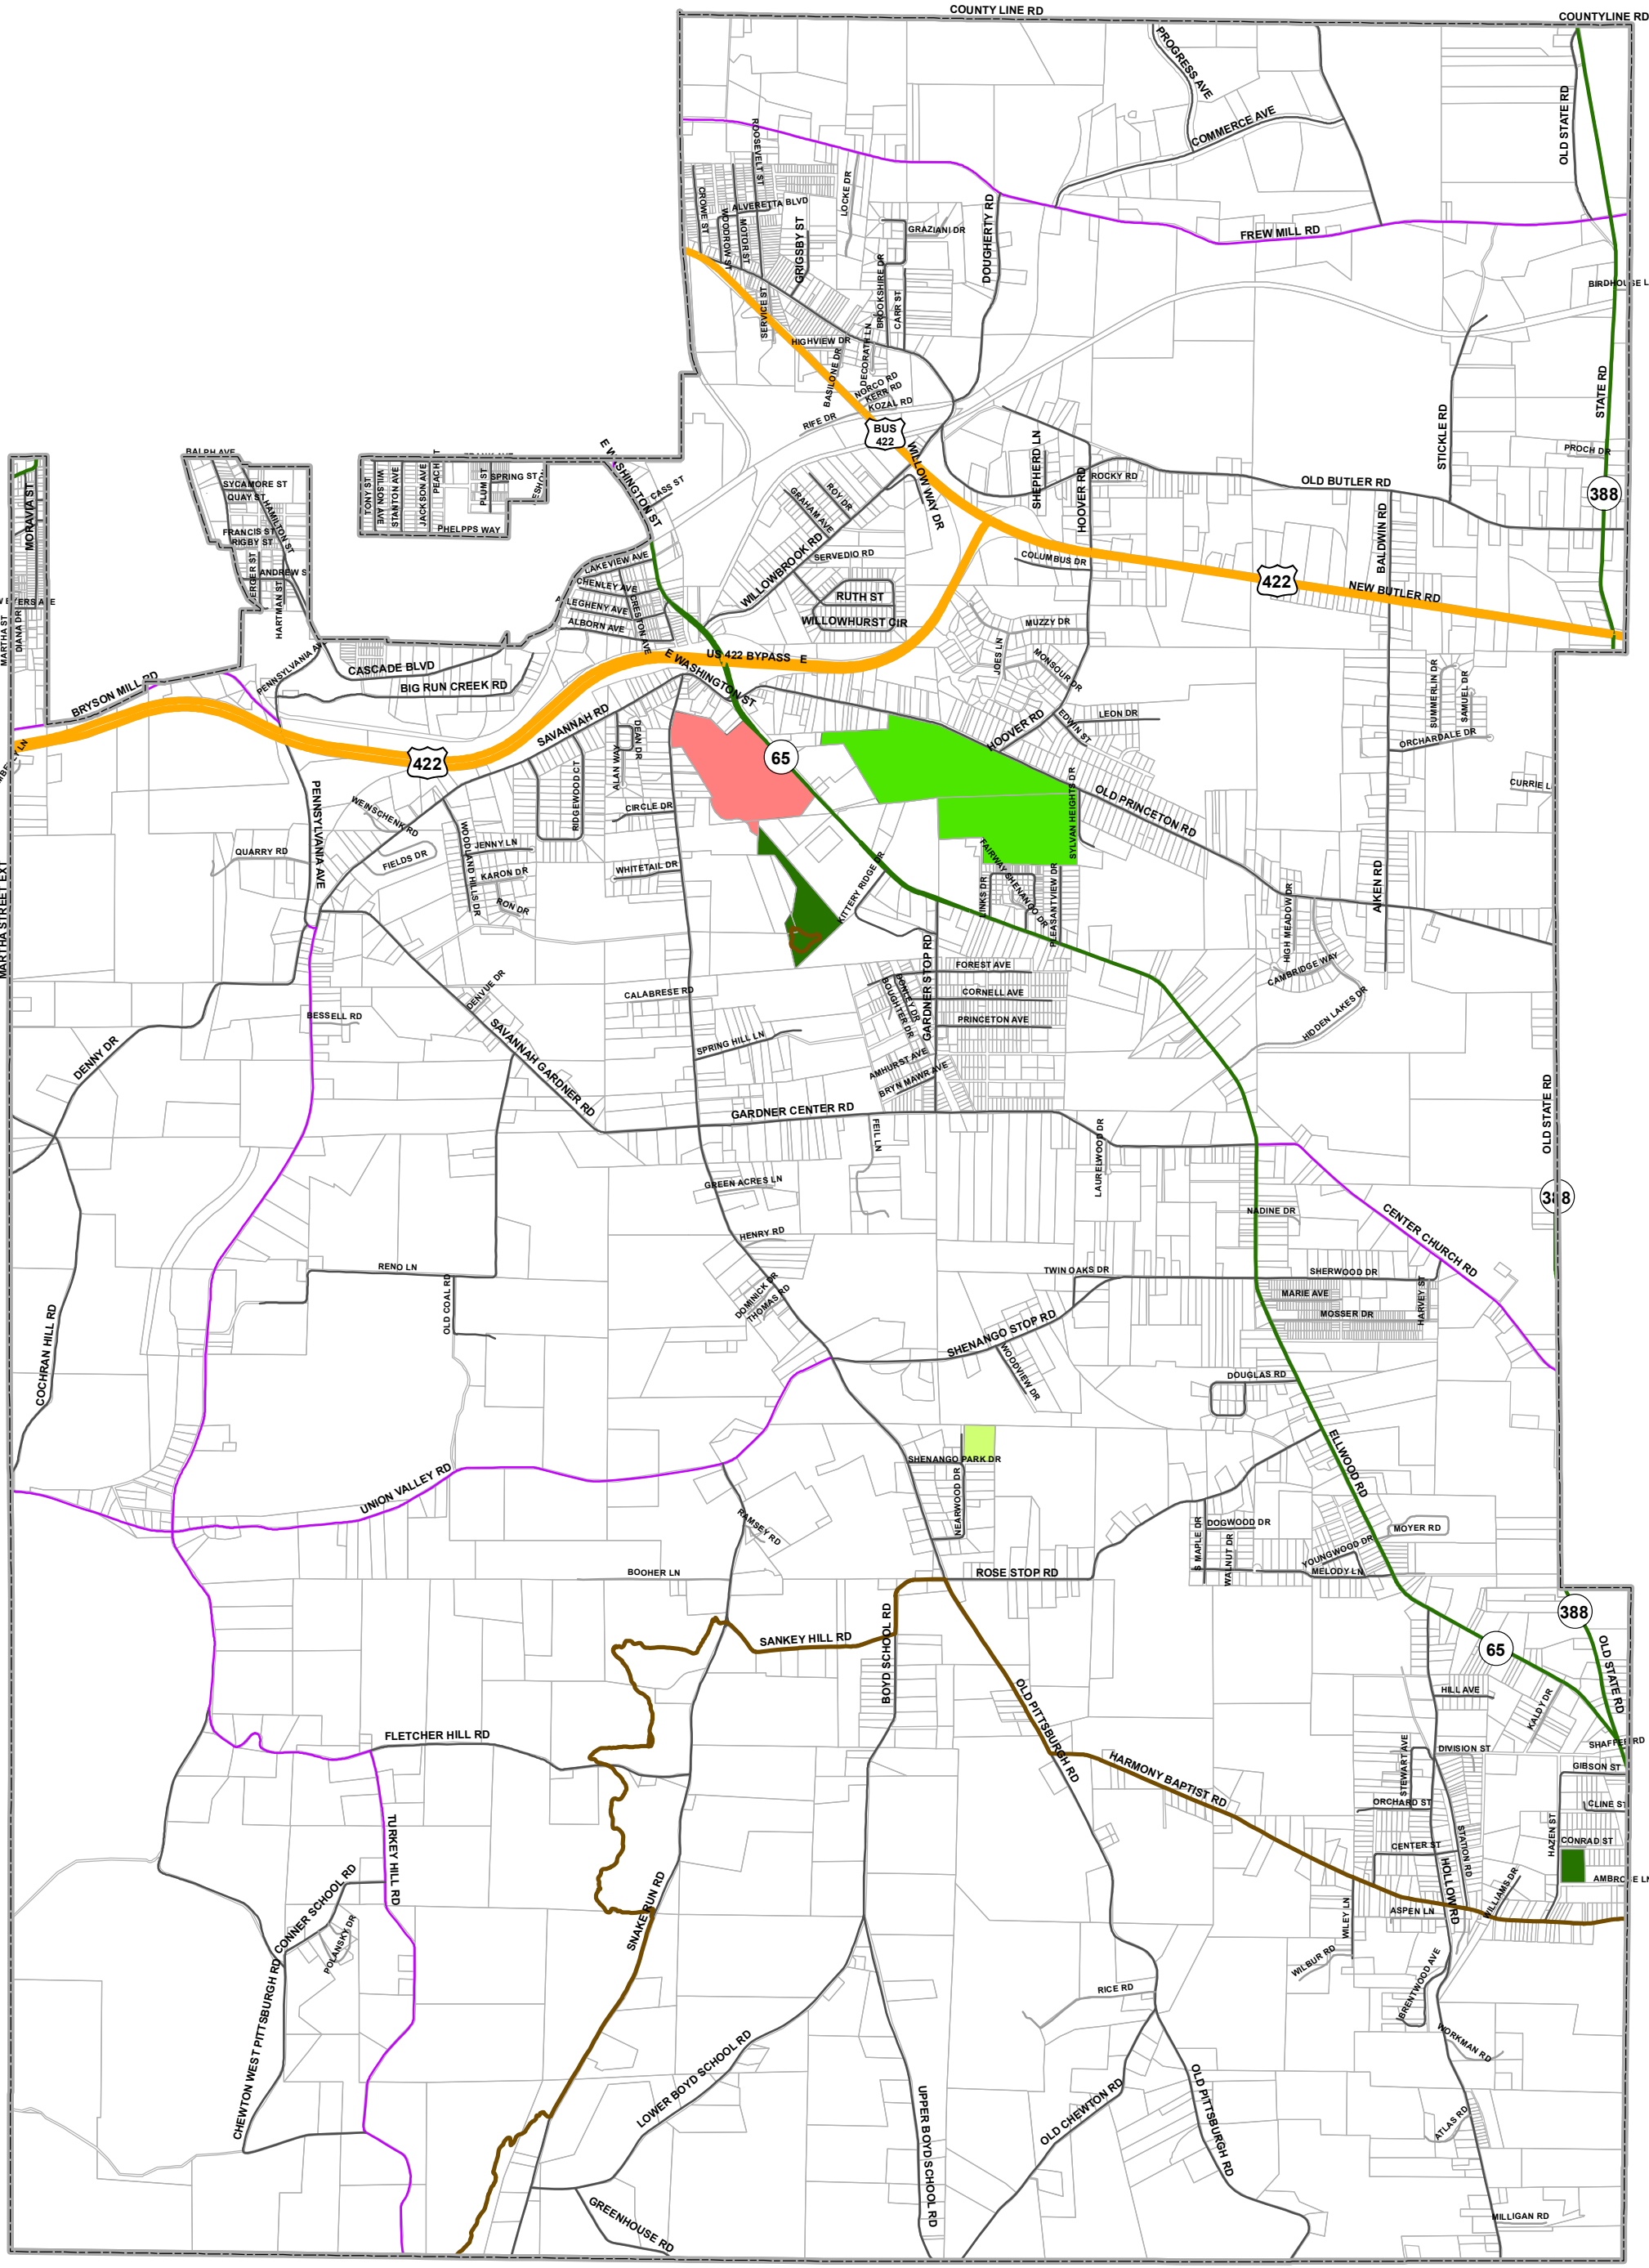 COUNTY LINE RD
COUNTYLINE RD
PROGRESS AVE
COMMERCE AVE
OLD STATE RD
ROOSEVELT ST
LOCKE DR
CROWE ST
WOODROW ST
MOTOR ST
ALVERETTA BLVD
GRIGSBY ST
GRAZIANI DR
DOUGHERTY RD
FREW MILL RD
BROOKSHIRE DR
CARR ST
SERVICE ST
HIGHVIEW DR
BASILONE DR
DECORATH LN
NORCO RD
KERR RD
KOZAL RD
RIFE DR
BUS
422
STATE RD
STICKLE RD
PROCH DR
388
MORAVIA ST
RALPH AVE
SYCAMORE ST
QUAY ST
HAMILTON ST
FRANCIS ST
RIGBY ST
HARTMAN ST
TONY ST
WILSON AVE
STANTON AVE
JACKSON AVE
PLUM ST
SPRING ST
PHELPPS WAY
E WASHINGTON ST
CASS ST
GRAHAM AVE
ROY DR
WILLOW WAY DR
SHEPHERD LN
HOOVER RD
ROCKY RD
OLD BUTLER RD
BALDWIN RD
LAKEVIEW AVE
CHENLEY AVE
ALLEGHENY AVE
CRESTON AVE
ALBORN AVE
WILLOWBROOK RD
SERVEDIO RD
RUTH ST
WILLOWHURST CIR
COLUMBUS DR
422
NEW BUTLER RD
MARTHA ST
DIANA DR
MUZZY DR
JOES LN
MONSOUR DR
US 422 BYPASS E
E WASHINGTON ST
PENNSYLVANIA AVE
CASCADE BLVD
BIG RUN CREEK RD
BRYSON MILL RD
SAVANNAH RD
422
65
HOOVER RD
EDWIN ST
LEON DR
SUMMERLIN DR
SAMUEL DR
ORCHARDALE DR
DEAN DR
ALAN WAY
RIDGEWOOD CT
CIRCLE DR
PENNSYLVANIA AVE
WEINSCHENK RD
WOODLAND HILLS DR
QUARRY RD
FIELDS DR
JENNY LN
KARON DR
RON DR
WHITETAIL DR
OLD PRINCETON RD
SYLVAN HEIGHTS DR
KITTERY RIDGE DR
LINKS DR
FAIRWAY SHENANGO DR
PLEASANTVIEW DR
AIKEN RD
HIGH MEADOW DR
CAMBRIDGE WAY
HIDDEN LAKES DR
MARTHA STREET EXT
GARDNER STOP RD
FOREST AVE
CORNELL AVE
PRINCETON AVE
BOUGHTER DR
AMHURST AVE
BRYN MAWR AVE
CALABRESE RD
SPRING HILL LN
DENVUE DR
BESSELL RD
DENNY DR
SAVANNAH GARDNER RD
GARDNER CENTER RD
FEIL LN
LAURELWOOD DR
OLD STATE RD
388
GREEN ACRES LN
NADINE DR
CENTER CHURCH RD
HENRY RD
DOMINICK DR
THOMAS RD
RENO LN
OLD COAL RD
TWIN OAKS DR
SHERWOOD DR
MARIE AVE
MOSSER DR
HARVEY ST
COCHRAN HILL RD
SHENANGO STOP RD
WOODVIEW DR
DOUGLAS RD
ELLWOOD RD
SHENANGO PARK DR
NEARWOOD DR
UNION VALLEY RD
RAMSEY RD
S MAPLE DR
DOGWOOD DR
WALNUT DR
YOUNGWOOD DR
MOYER RD
MELODY LN
BOOHER LN
ROSE STOP RD
388
65
OLD STATE RD
SANKEY HILL RD
BOYD SCHOOL RD
OLD PITTSBURGH RD
HILL AVE
KALDY DR
FLETCHER HILL RD
HARMONY BAPTIST RD
DIVISION ST
STEWART AVE
GIBSON ST
CLINE ST
ORCHARD ST
CENTER ST
STATION RD
HAZEN ST
CONRAD ST
HOLLOW RD
WILLIAMS DR
ASPEN LN
WILEY LN
WILBUR RD
BRENTWOOD AVE
TURKEY HILL RD
CONNER SCHOOL RD
POLANSKY DR
SNAKE RUN RD
RICE RD
WORKMAN RD
CHEWTON WEST PITTSBURGH RD
LOWER BOYD SCHOOL RD
UPPER BOYD SCHOOL RD
OLD CHEWTON RD
OLD PITTSBURGH RD
ATLAS RD
GREENHOUSE RD
MILLIGAN RD